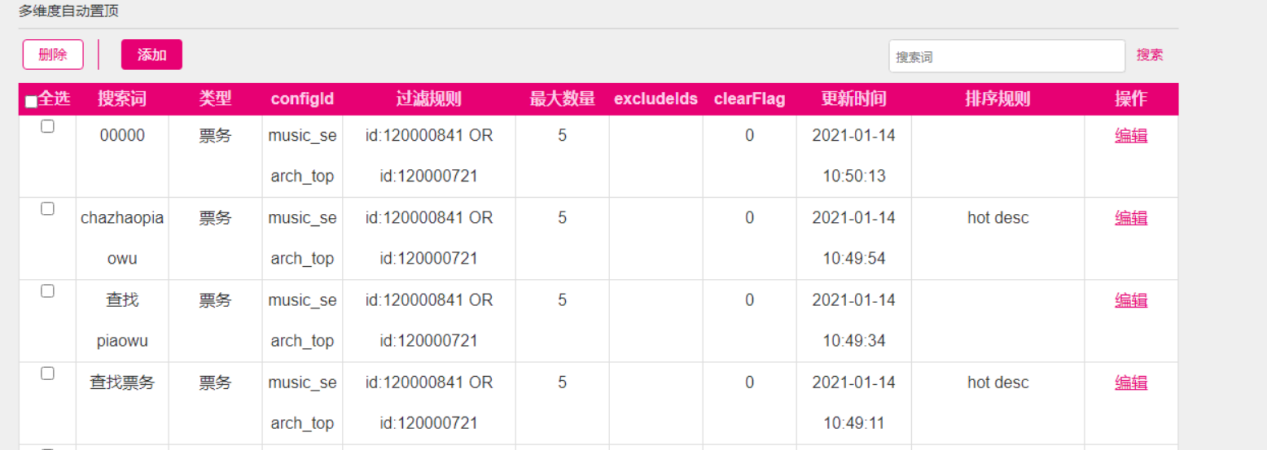 多维度自动置顶
删除 添加 搜索词 搜索
全选 搜索词 类型 configId 过滤规则 最大数量 excludeIds clearFlag 更新时间 排序规则 操作
00000 票务 music_se id:120000841 OR 5 0 2021-01-14 编辑
arch_top id:120000721 10:50:13
chazhaopia 票务 music_se id:120000841 OR 5 0 2021-01-14 hot desc 编辑
owu arch_top id:120000721 10:49:54
查找 票务 music_se id:120000841 OR 5 0 2021-01-14 编辑
piaowu arch_top id:120000721 10:49:34
查找票务 票务 music_se id:120000841 OR 5 0 2021-01-14 hot desc 编辑
arch_top id:120000721 10:49:11